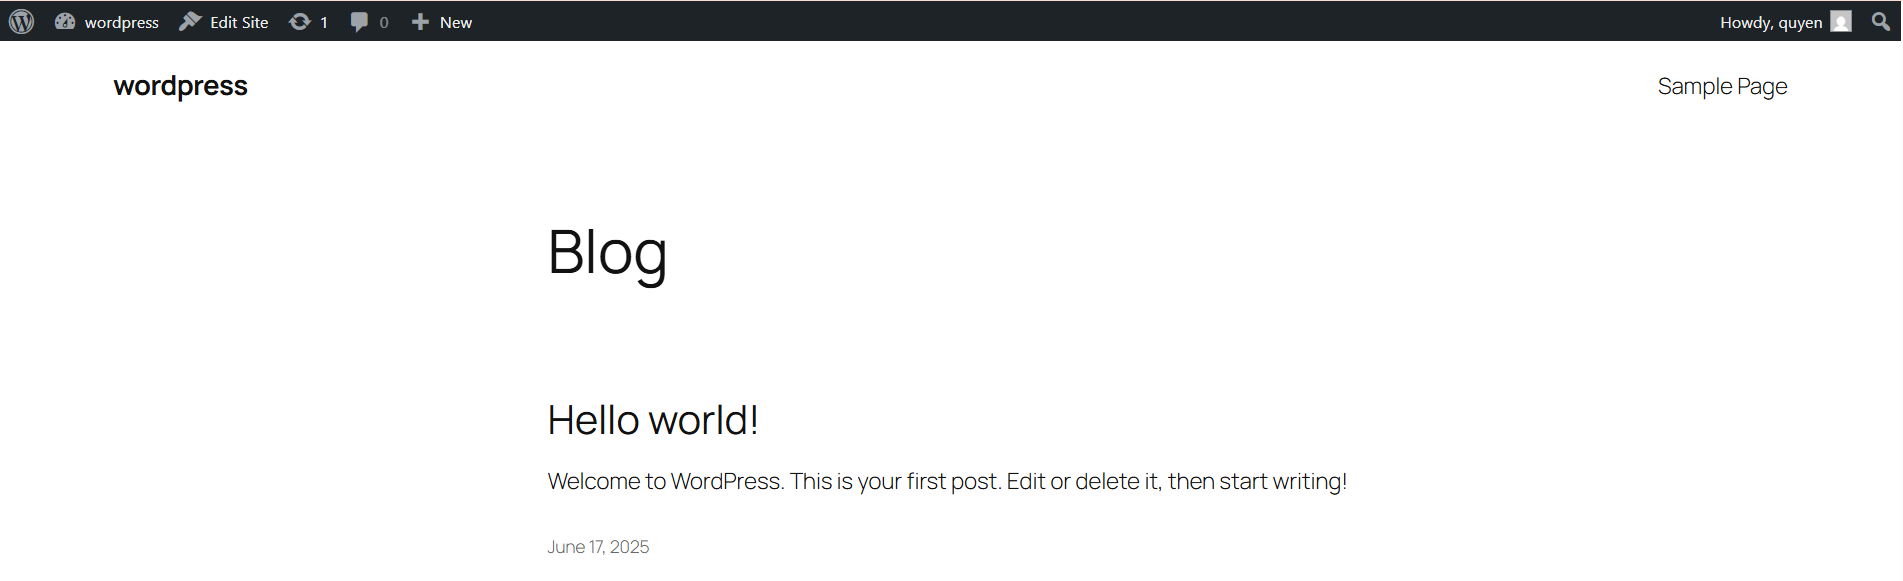 wordpress Edit Site 1 0 New Howdy, quyen
wordpress Sample Page
Blog
Hello world!
Welcome to WordPress. This is your first post. Edit or delete it, then start writing!
June 17, 2025